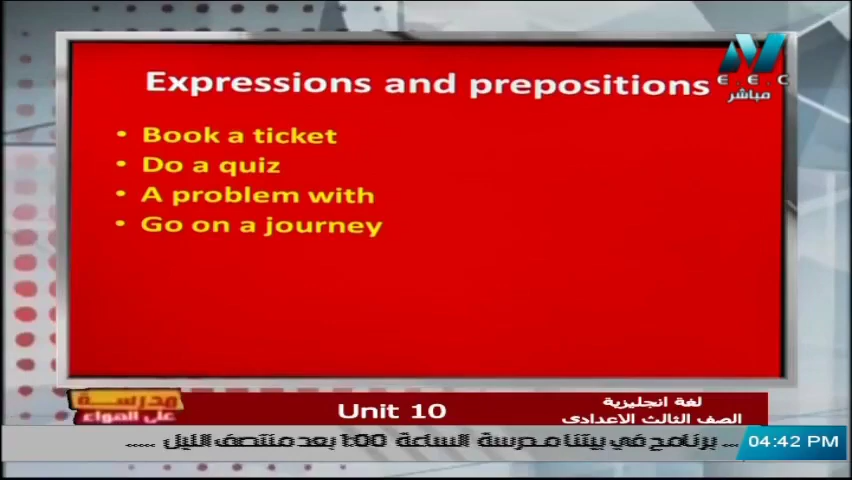 E.E.C
مباشر
Expressions and prepositions
• Book a ticket
• Do a quiz
• A problem with
• Go on a journey
مدرسة
على الهواء
Unit 10
لغة انجليزية
الصف الثالث الاعدادى
... برنامج في بيتنا مدرسة الساعة 1:00 بعد منتصف الليل .....
04:42 PM